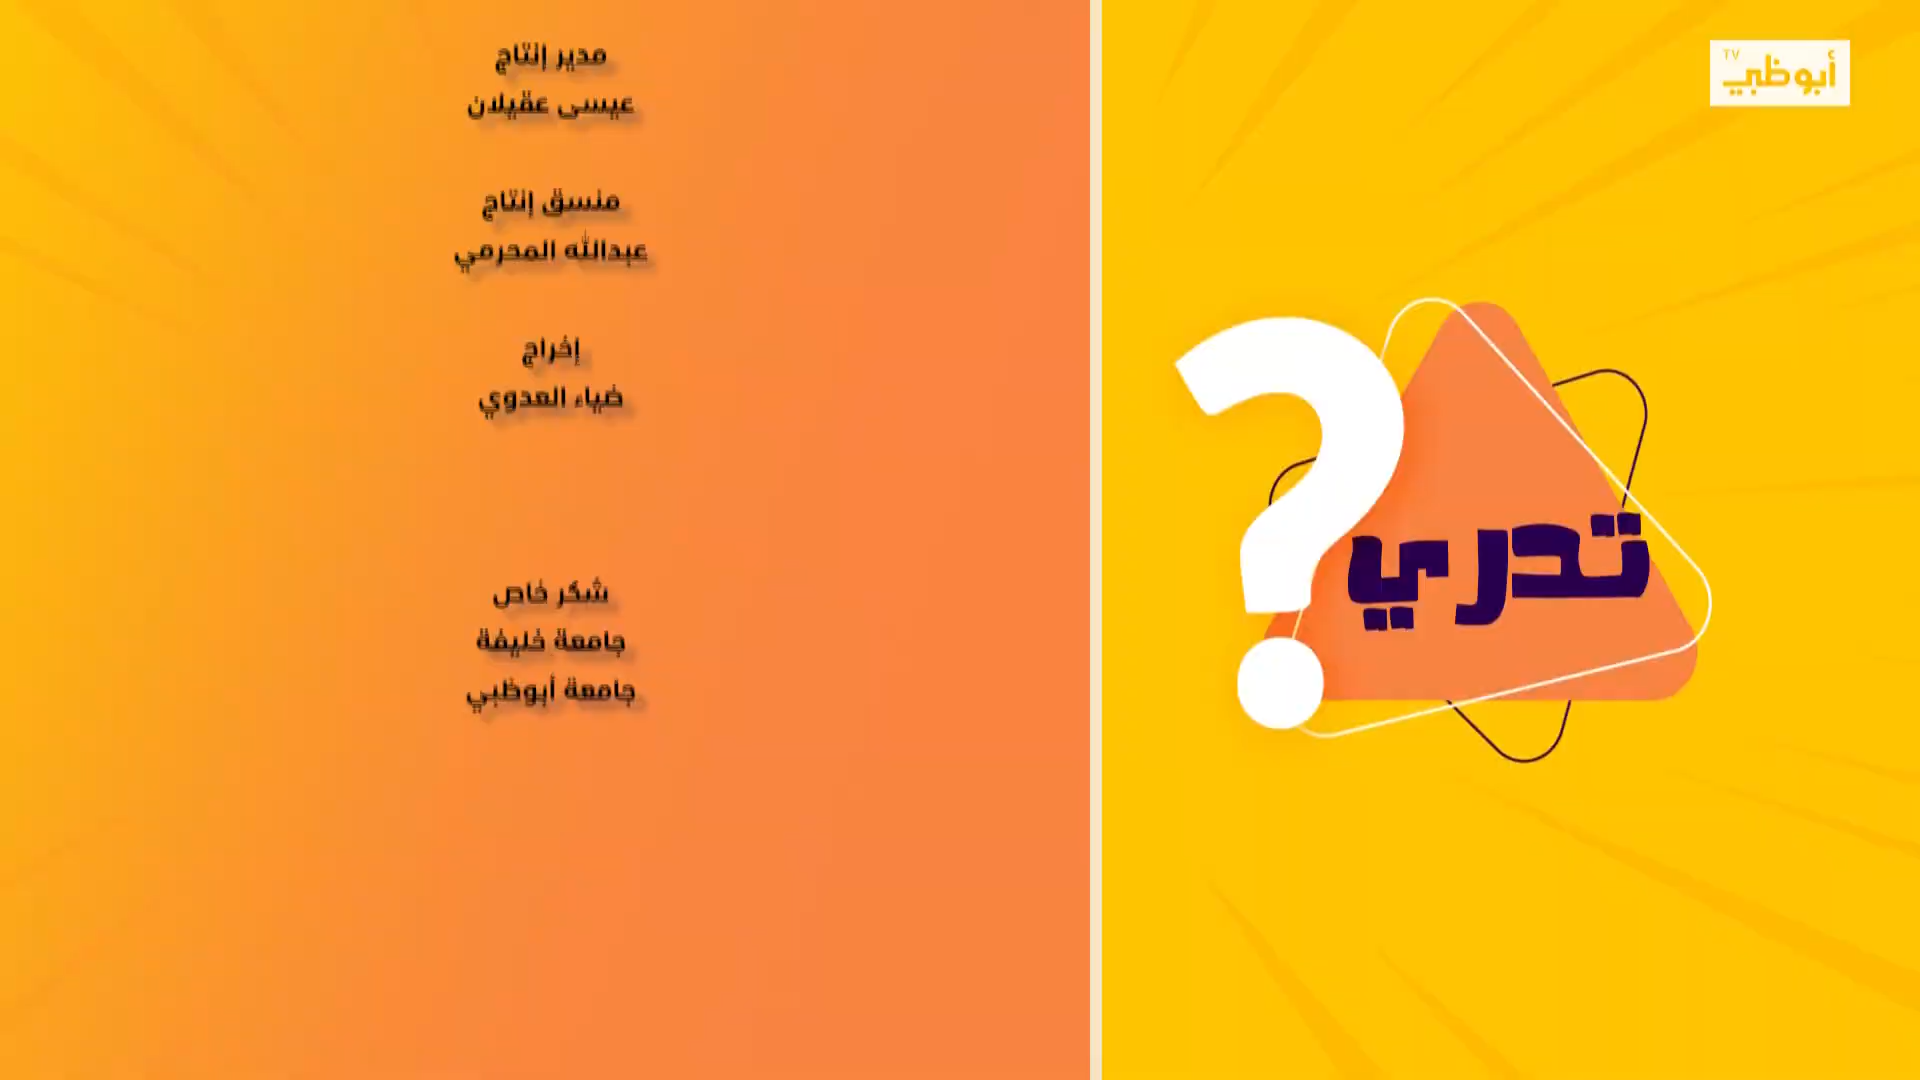 مدير إنتاج
عيسى عقيلان
منسق إنتاج
عبدالله المحرمي
إخراج
ضياء العدوي
شكر خاص
جامعة خليفة
جامعة أبوظبي
أبوظبي TV
تدري؟